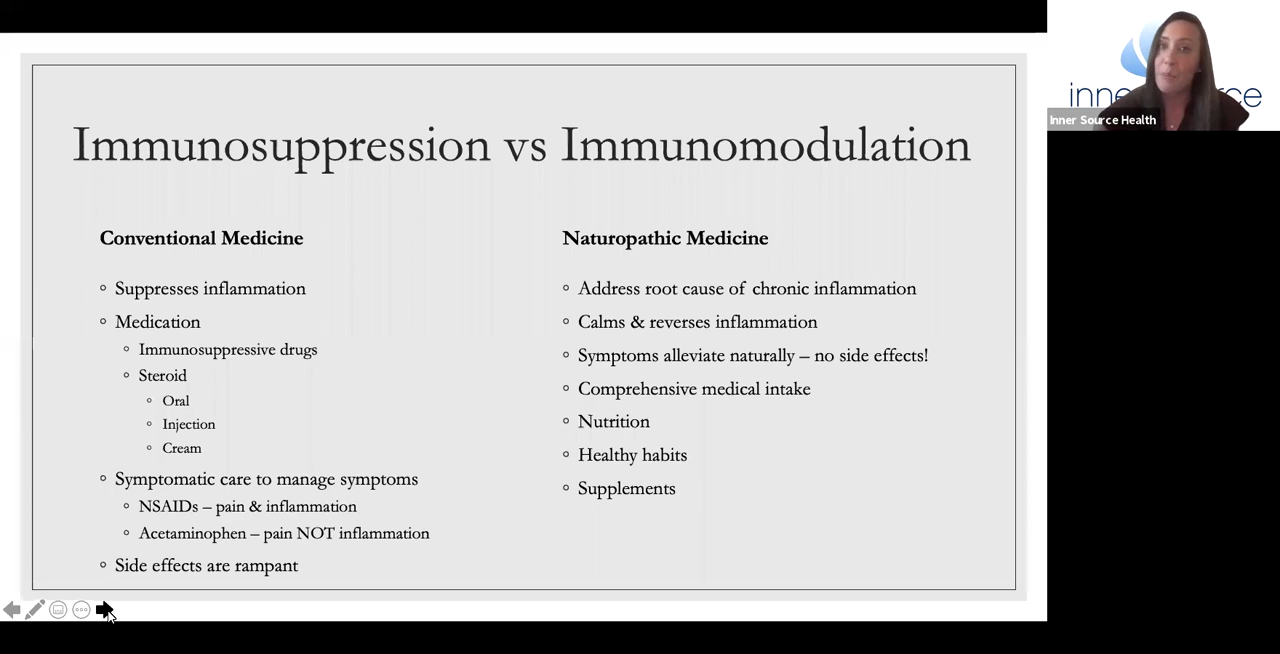 Immunosuppression vs Immunomodulation
Conventional Medicine
Suppresses inflammation
Medication
Immunosuppressive drugs
Steroid
Oral
Injection
Cream
Symptomatic care to manage symptoms
NSAIDs – pain & inflammation
Acetaminophen – pain NOT inflammation
Side effects are rampant
Naturopathic Medicine
Address root cause of chronic inflammation
Calms & reverses inflammation
Symptoms alleviate naturally – no side effects!
Comprehensive medical intake
Nutrition
Healthy habits
Supplements
Inner Source Health